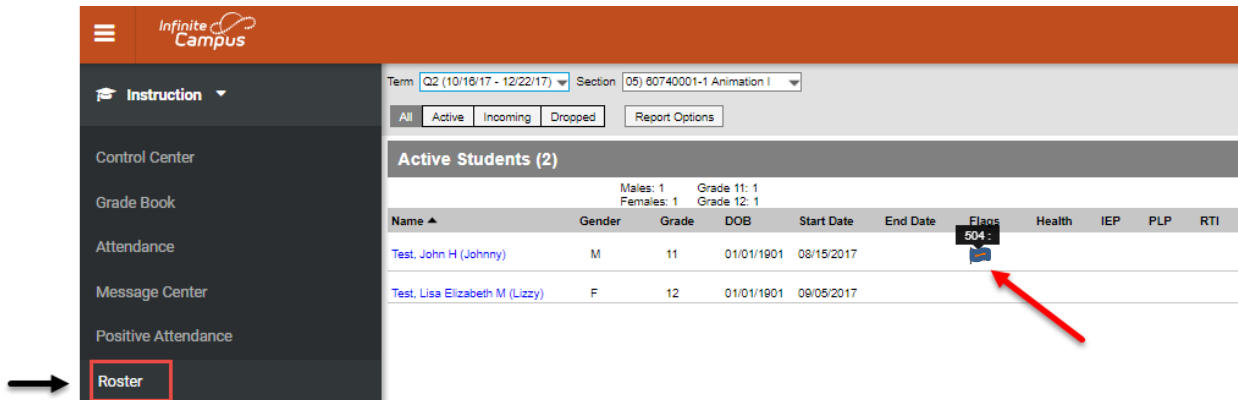 Infinite
Campus
Instruction
Control Center
Grade Book
Attendance
Message Center
Positive Attendance
Roster
Term Q2 (10/16/17 - 12/22/17) Section 05) 60740001-1 Animation I
All Active Incoming Dropped Report Options
Active Students (2)
Males: 1 Grade 11: 1
Females: 1 Grade 12: 1
Name Gender Grade DOB Start Date End Date Flags Health IEP PLP RTI
504 :
Test, John H (Johnny) M 11 01/01/1901 08/15/2017
Test, Lisa Elizabeth M (Lizzy) F 12 01/01/1901 09/05/2017